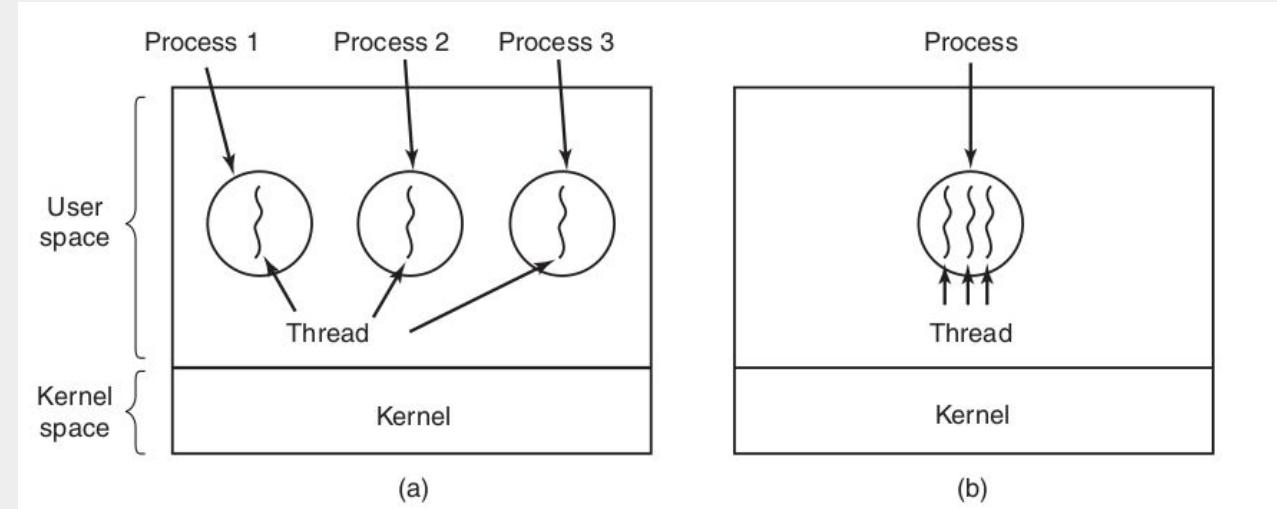 Process 1
Process 2
Process 3
Process
User
space
Thread
Thread
Kernel
space
Kernel
Kernel
(a)
(b)